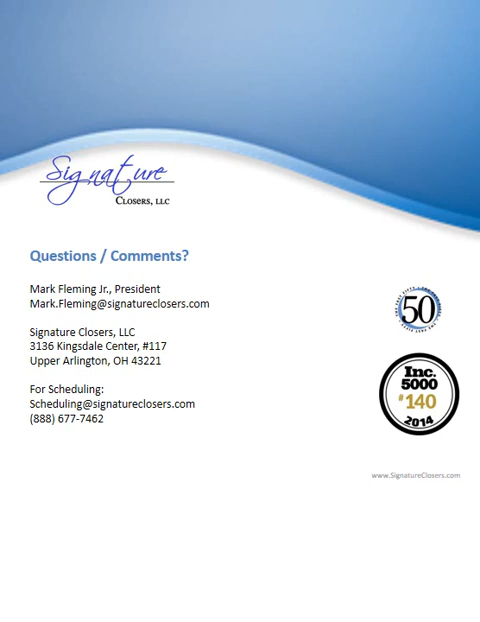 Signature
CLOSERS, LLC
Questions / Comments?
Mark Fleming Jr., President
Mark.Fleming@signatureclosers.com
Signature Closers, LLC
3136 Kingsdale Center, #117
Upper Arlington, OH 43221
For Scheduling:
Scheduling@signatureclosers.com
(888) 677-7462
50
Inc.
5000
#140
2014
www.SignatureClosers.com